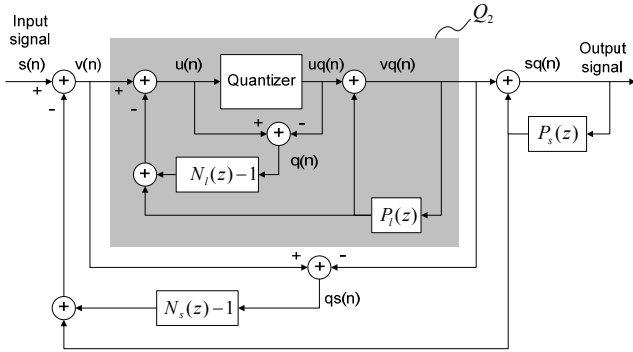 Q₂
Input signal
Output signal
s(n)
v(n)
u(n)
uq(n)
vq(n)
sq(n)
+
+
+
+
+
+
-
-
Quantizer
Pₛ(z)
+
-
+
q(n)
+
Nₗ(z)−1
Pₗ(z)
+
-
+
qs(n)
+
Nₛ(z)−1